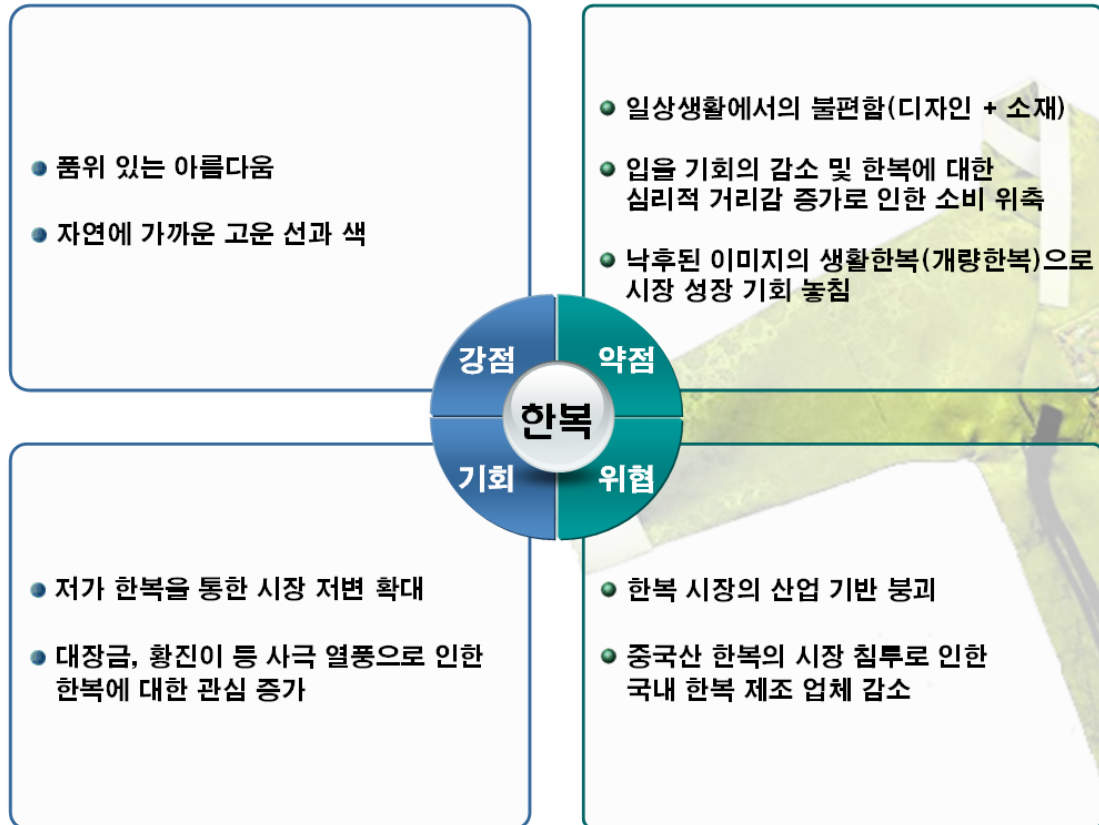 품위 있는 아름다움
자연에 가까운 고운 선과 색
일상생활에서의 불편함(디자인 + 소재)
입을 기회의 감소 및 한복에 대한
심리적 거리감 증가로 인한 소비 위축
낙후된 이미지의 생활한복(개량한복)으로
시장 성장 기회 놓침
강점
약점
한복
기회
위협
저가 한복을 통한 시장 저변 확대
대장금, 황진이 등 사극 열풍으로 인한
한복에 대한 관심 증가
한복 시장의 산업 기반 붕괴
중국산 한복의 시장 침투로 인한
국내 한복 제조 업체 감소